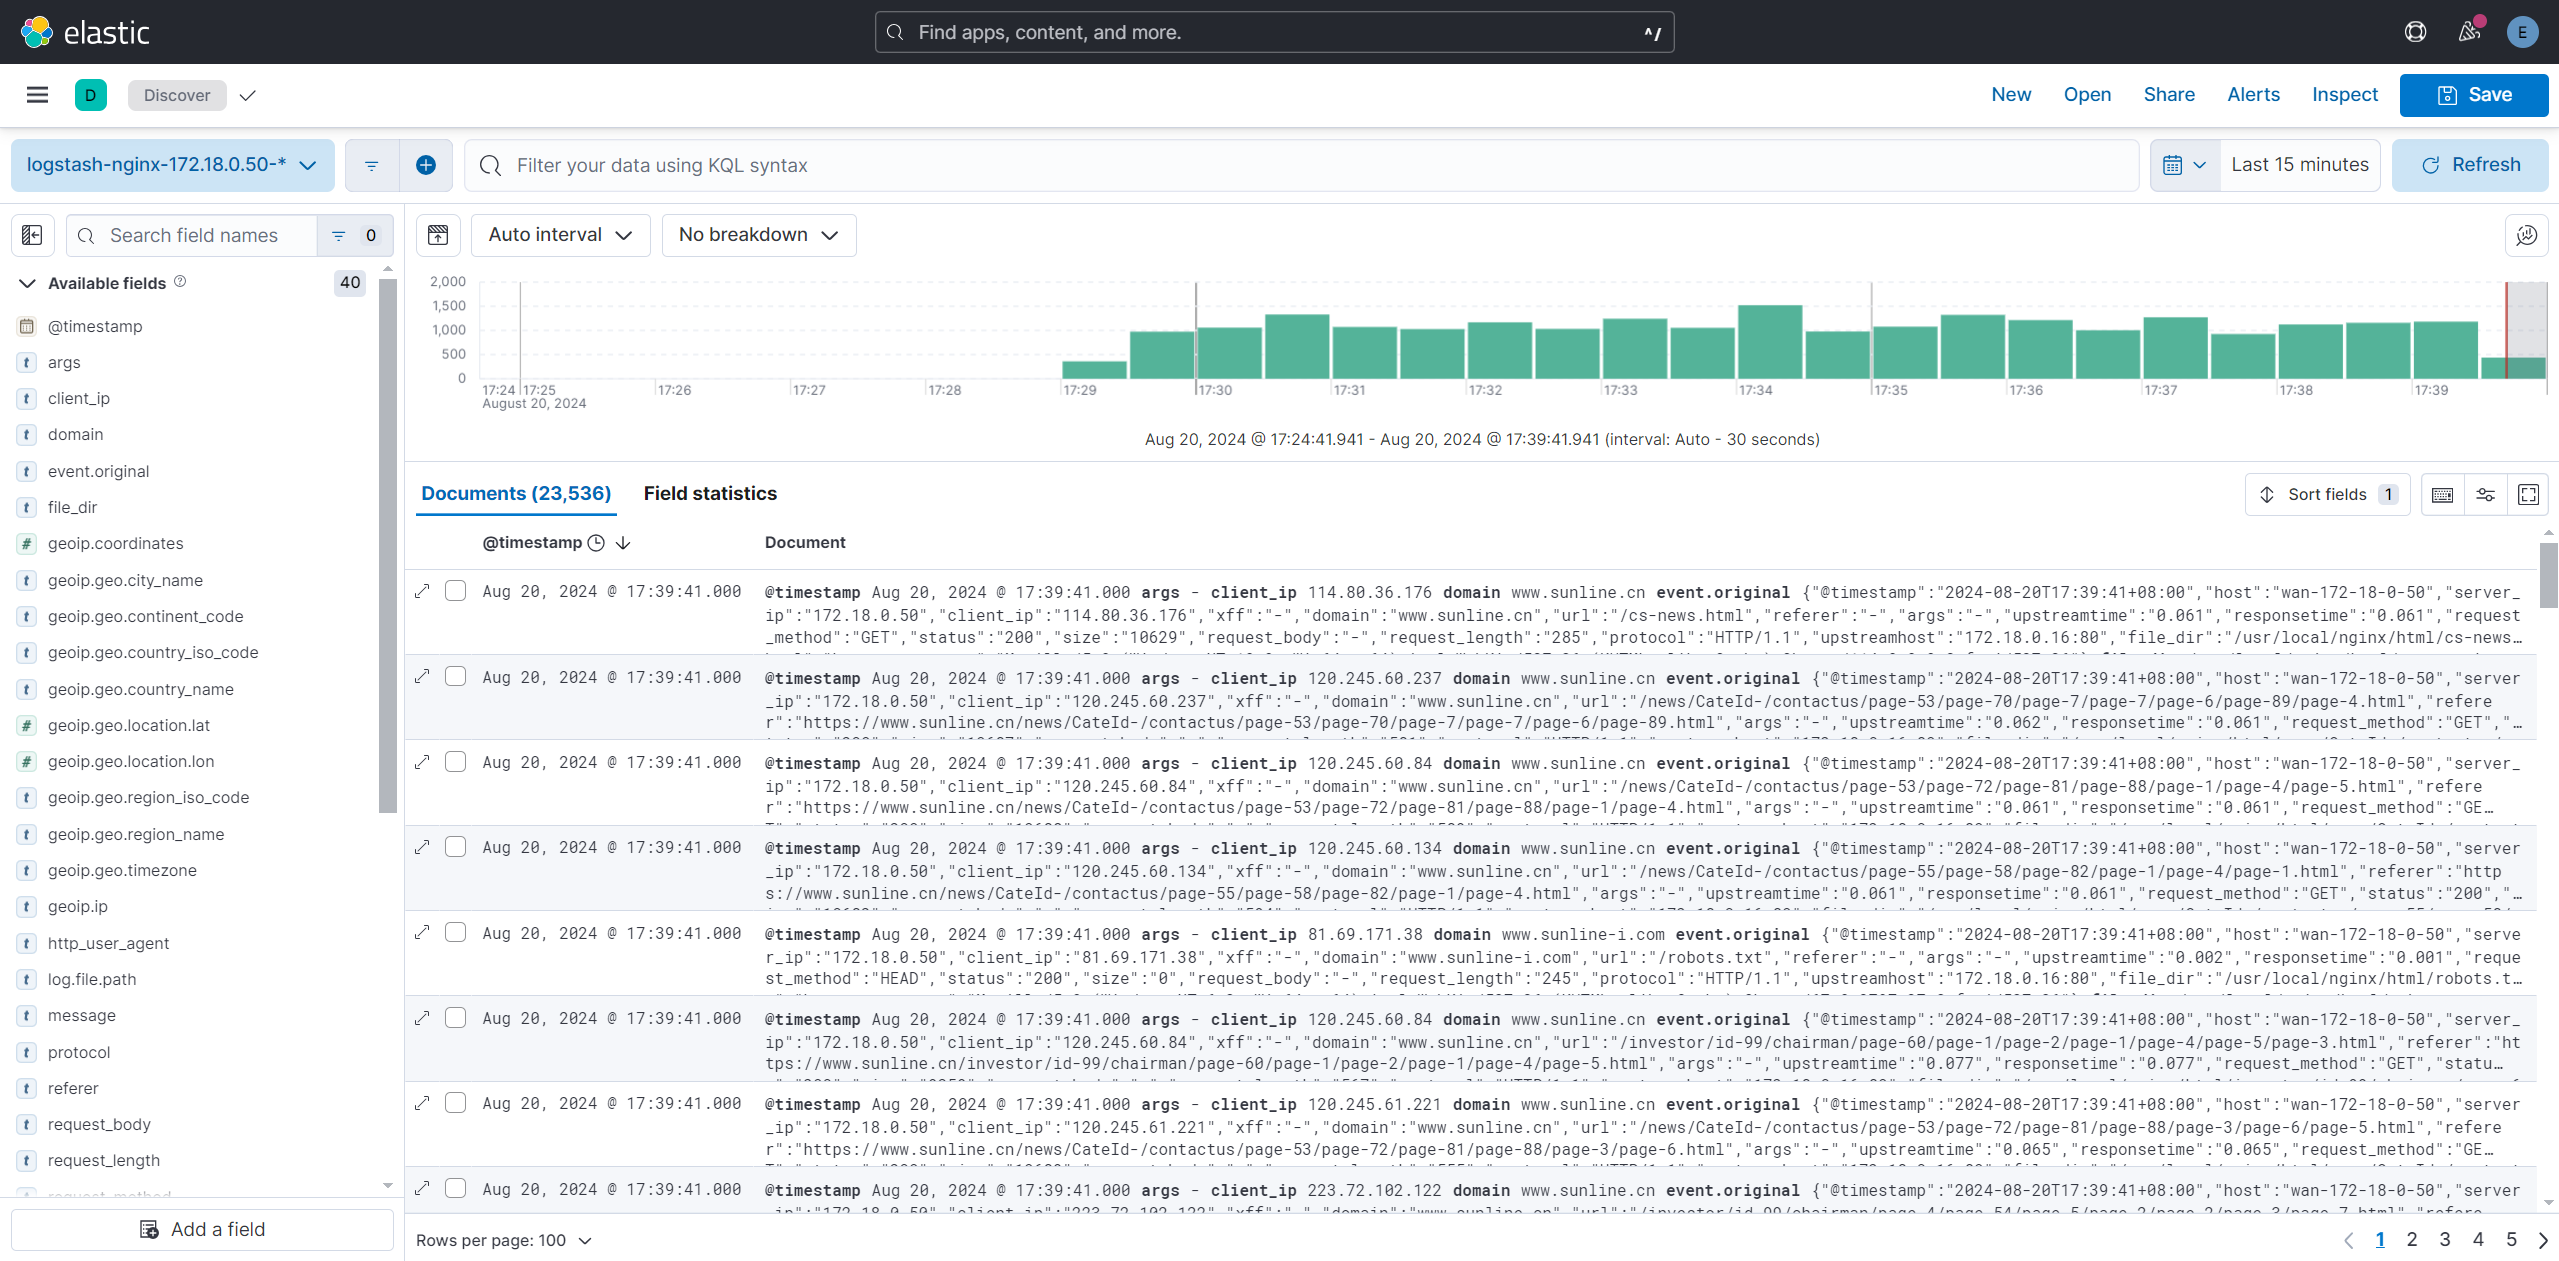 elastic
Find apps, content, and more.
^/
E
D
Discover
New
Open
Share
Alerts
Inspect
Save
logstash-nginx-172.18.0.50-*
Filter your data using KQL syntax
Last 15 minutes
Refresh
Search field names
0
Auto interval
No breakdown
Available fields
40
@timestamp
args
client_ip
domain
event.original
file_dir
geoip.coordinates
geoip.geo.city_name
geoip.geo.continent_code
geoip.geo.country_iso_code
geoip.geo.country_name
geoip.geo.location.lat
geoip.geo.location.lon
geoip.geo.region_iso_code
geoip.geo.region_name
geoip.geo.timezone
geoip.ip
http_user_agent
log.file.path
message
protocol
referer
request_body
request_length
Add a field
2,000
1,500
1,000
500
0
17:24 17:25 17:26 17:27 17:28 17:29 17:30 17:31 17:32 17:33 17:34 17:35 17:36 17:37 17:38 17:39
August 20, 2024
Aug 20, 2024 @ 17:24:41.941 - Aug 20, 2024 @ 17:39:41.941 (interval: Auto - 30 seconds)
Documents (23,536)
Field statistics
Sort fields 1
@timestamp
Document
Aug 20, 2024 @ 17:39:41.000
@timestamp Aug 20, 2024 @ 17:39:41.000 args - client_ip 114.80.36.176 domain www.sunline.cn event.original {"@timestamp":"2024-08-20T17:39:41+08:00","host":"wan-172-18-0-50","server_
ip":"172.18.0.50","client_ip":"114.80.36.176","xff":"-","domain":"www.sunline.cn","url":"/cs-news.html","referer":"-","args":"-","upstreamtime":"0.061","responsetime":"0.061","request
_method":"GET","status":"200","size":"10629","request_body":"-","request_length":"285","protocol":"HTTP/1.1","upstreamhost":"172.18.0.16:80","file_dir":"/usr/local/nginx/html/cs-news…
Aug 20, 2024 @ 17:39:41.000
@timestamp Aug 20, 2024 @ 17:39:41.000 args - client_ip 120.245.60.237 domain www.sunline.cn event.original {"@timestamp":"2024-08-20T17:39:41+08:00","host":"wan-172-18-0-50","server
_ip":"172.18.0.50","client_ip":"120.245.60.237","xff":"-","domain":"www.sunline.cn","url":"/news/CateId-/contactus/page-53/page-70/page-7/page-7/page-6/page-89/page-4.html","refere
r":"https://www.sunline.cn/news/CateId-/contactus/page-53/page-70/page-7/page-7/page-6/page-89.html","args":"-","upstreamtime":"0.062","responsetime":"0.061","request_method":"GET","…
Aug 20, 2024 @ 17:39:41.000
@timestamp Aug 20, 2024 @ 17:39:41.000 args - client_ip 120.245.60.84 domain www.sunline.cn event.original {"@timestamp":"2024-08-20T17:39:41+08:00","host":"wan-172-18-0-50","server_
ip":"172.18.0.50","client_ip":"120.245.60.84","xff":"-","domain":"www.sunline.cn","url":"/news/CateId-/contactus/page-53/page-72/page-81/page-88/page-1/page-4/page-5.html","refere
r":"https://www.sunline.cn/news/CateId-/contactus/page-53/page-72/page-81/page-88/page-1/page-4.html","args":"-","upstreamtime":"0.061","responsetime":"0.061","request_method":"GE…
Aug 20, 2024 @ 17:39:41.000
@timestamp Aug 20, 2024 @ 17:39:41.000 args - client_ip 120.245.60.134 domain www.sunline.cn event.original {"@timestamp":"2024-08-20T17:39:41+08:00","host":"wan-172-18-0-50","server
_ip":"172.18.0.50","client_ip":"120.245.60.134","xff":"-","domain":"www.sunline.cn","url":"/news/CateId-/contactus/page-55/page-58/page-82/page-1/page-4/page-1.html","referer":"http
s://www.sunline.cn/news/CateId-/contactus/page-55/page-58/page-82/page-1/page-4.html","args":"-","upstreamtime":"0.061","responsetime":"0.061","request_method":"GET","status":"200",…
Aug 20, 2024 @ 17:39:41.000
@timestamp Aug 20, 2024 @ 17:39:41.000 args - client_ip 81.69.171.38 domain www.sunline-i.com event.original {"@timestamp":"2024-08-20T17:39:41+08:00","host":"wan-172-18-0-50","serve
r_ip":"172.18.0.50","client_ip":"81.69.171.38","xff":"-","domain":"www.sunline-i.com","url":"/robots.txt","referer":"-","args":"-","upstreamtime":"0.002","responsetime":"0.001","reque
st_method":"HEAD","status":"200","size":"0","request_body":"-","request_length":"245","protocol":"HTTP/1.1","upstreamhost":"172.18.0.16:80","file_dir":"/usr/local/nginx/html/robots.t…
Aug 20, 2024 @ 17:39:41.000
@timestamp Aug 20, 2024 @ 17:39:41.000 args - client_ip 120.245.60.84 domain www.sunline.cn event.original {"@timestamp":"2024-08-20T17:39:41+08:00","host":"wan-172-18-0-50","server_
ip":"172.18.0.50","client_ip":"120.245.60.84","xff":"-","domain":"www.sunline.cn","url":"/investor/id-99/chairman/page-60/page-1/page-2/page-1/page-4/page-5/page-3.html","referer":"ht
tps://www.sunline.cn/investor/id-99/chairman/page-60/page-1/page-2/page-1/page-4/page-5.html","args":"-","upstreamtime":"0.077","responsetime":"0.077","request_method":"GET","statu…
Aug 20, 2024 @ 17:39:41.000
@timestamp Aug 20, 2024 @ 17:39:41.000 args - client_ip 120.245.61.221 domain www.sunline.cn event.original {"@timestamp":"2024-08-20T17:39:41+08:00","host":"wan-172-18-0-50","server
_ip":"172.18.0.50","client_ip":"120.245.61.221","xff":"-","domain":"www.sunline.cn","url":"/news/CateId-/contactus/page-53/page-72/page-81/page-88/page-3/page-6/page-5.html","refere
r":"https://www.sunline.cn/news/CateId-/contactus/page-53/page-72/page-81/page-88/page-3/page-6.html","args":"-","upstreamtime":"0.065","responsetime":"0.065","request_method":"GE…
Aug 20, 2024 @ 17:39:41.000
@timestamp Aug 20, 2024 @ 17:39:41.000 args - client_ip 223.72.102.122 domain www.sunline.cn event.original {"@timestamp":"2024-08-20T17:39:41+08:00","host":"wan-172-18-0-50","server
Rows per page: 100
1 2 3 4 5